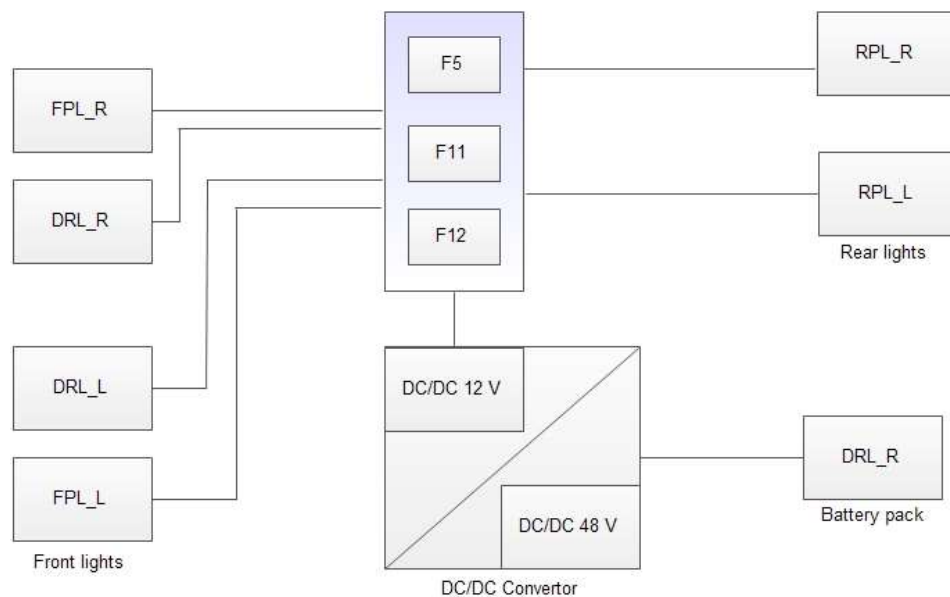 FPL_R
DRL_R
DRL_L
FPL_L
Front lights
F5
F11
F12
DC/DC 12 V
DC/DC 48 V
DC/DC Convertor
RPL_R
RPL_L
Rear lights
DRL_R
Battery pack